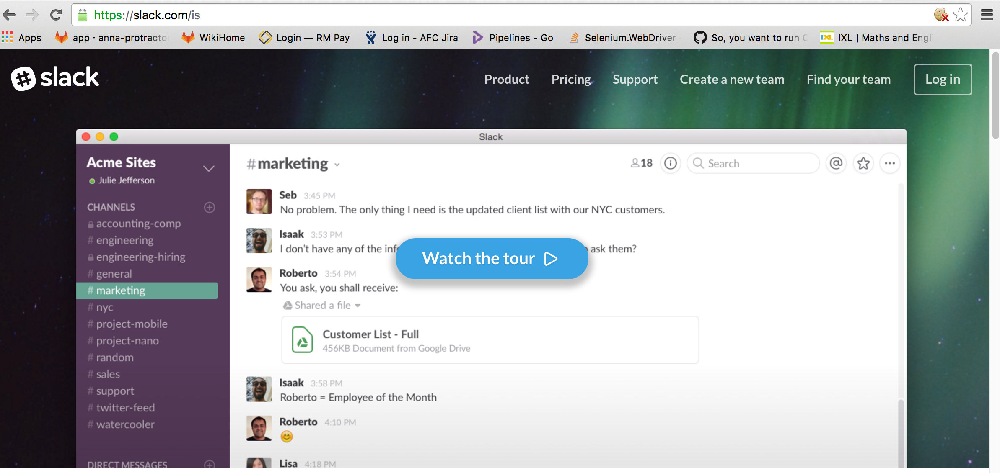 https://slack.com/is
Apps app · anna-protracto WikiHome Login — RM Pay Log in - AFC Jira Pipelines - Go Selenium.WebDriver So, you want to run IXL | Maths and Engli
slack Product Pricing Support Create a new team Find your team Log in
Slack
Acme Sites
Julie Jefferson
CHANNELS
accounting-comp
# engineering
engineering-hiring
# general
# marketing
# nyc
# project-mobile
# project-nano
# random
# sales
# support
# twitter-feed
# watercooler
DIRECT MESSAGES
#marketing 18 Search
Seb 3:45 PM
No problem. The only thing I need is the updated client list with our NYC customers.
Isaak 3:53 PM
I don't have any of the inf ask them?
Watch the tour
Roberto 3:54 PM
You ask, you shall receive:
Shared a file
Customer List - Full
456KB Document from Google Drive
Isaak 3:58 PM
Roberto = Employee of the Month
Roberto 4:10 PM
Lisa 4:18 PM